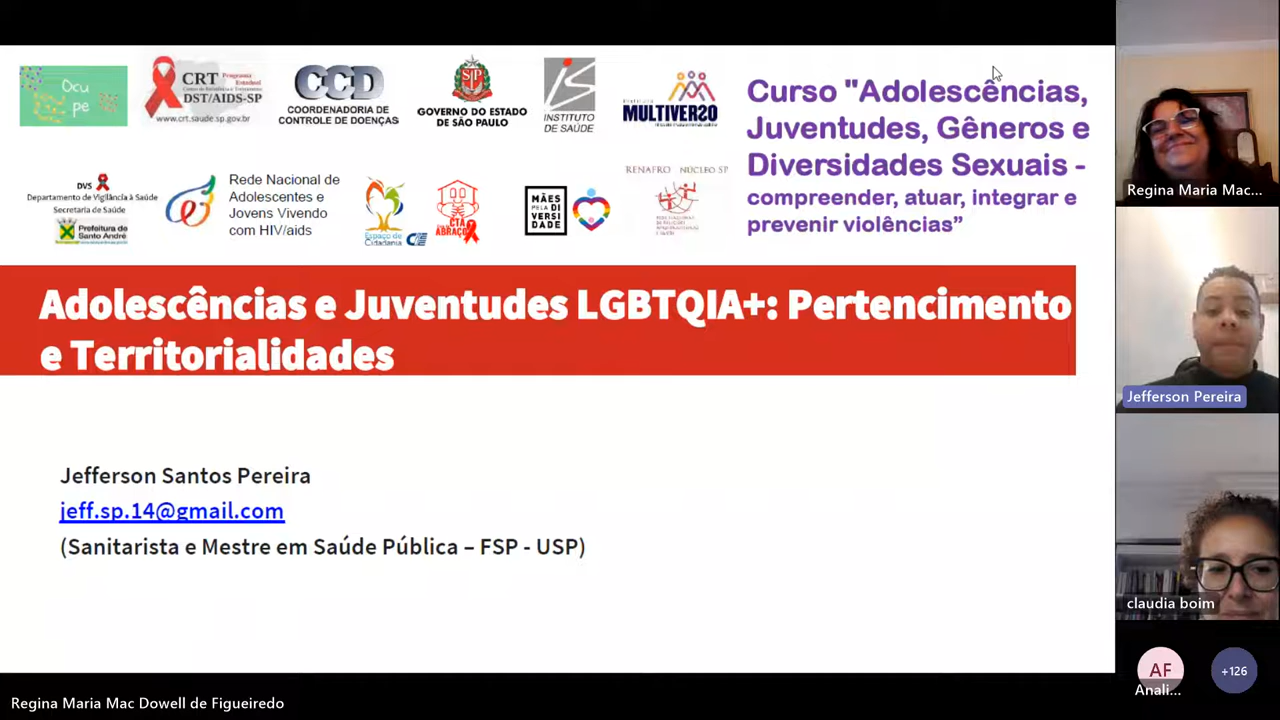 Ocu
pe
CRT
Programa
Estadual
DST/AIDS-SP
www.crt.saude.sp.gov.br
CCD
COORDENADORIA DE
CONTROLE DE DOENÇAS
SP
GOVERNO DO ESTADO
DE SÃO PAULO
is
INSTITUTO
DE SAÚDE
MULTIVERSO
Curso "Adolescências,
Juventudes, Gêneros e
Diversidades Sexuais -
compreender, atuar, integrar e
prevenir violências”
DVS
Departamento de Vigilância à Saúde
Secretaria de Saúde
Prefeitura de
Santo André
Rede Nacional de
Adolescentes e
Jovens Vivendo
com HIV/aids
Espaço de
Cidadania
CTA
ABRAÇO
MÃES
PELA DI
VERSI
DADE
RENAFRO NÚCLEO SP
Adolescências e Juventudes LGBTQIA+: Pertencimento
e Territorialidades
Jefferson Santos Pereira
jeff.sp.14@gmail.com
(Sanitarista e Mestre em Saúde Pública – FSP - USP)
Regina Maria Mac...
Jefferson Pereira
claudia boim
AF
Anali...
+126
Regina Maria Mac Dowell de Figueiredo